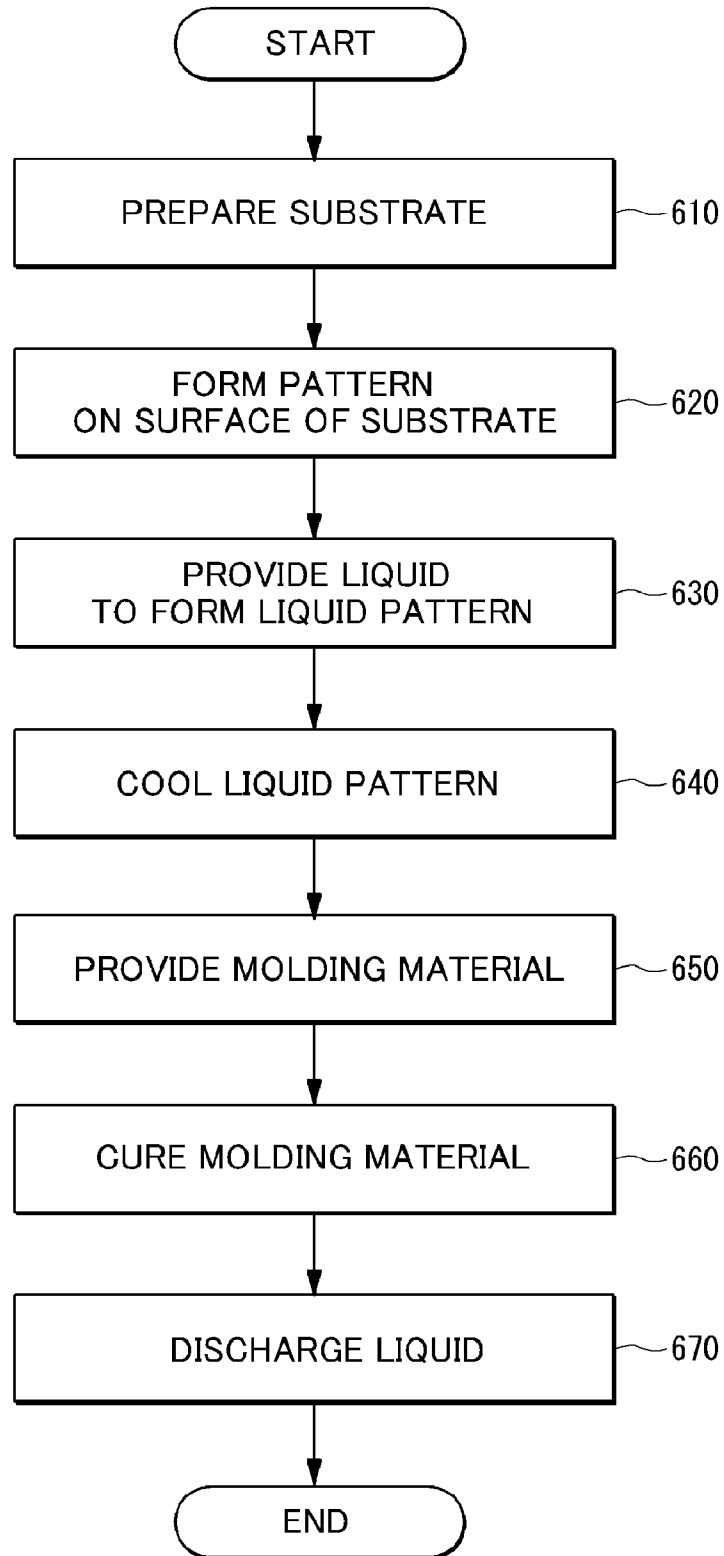 START
PREPARE SUBSTRATE
610
FORM PATTERN
ON SURFACE OF SUBSTRATE
620
PROVIDE LIQUID
TO FORM LIQUID PATTERN
630
COOL LIQUID PATTERN
640
PROVIDE MOLDING MATERIAL
650
CURE MOLDING MATERIAL
660
DISCHARGE LIQUID
670
END